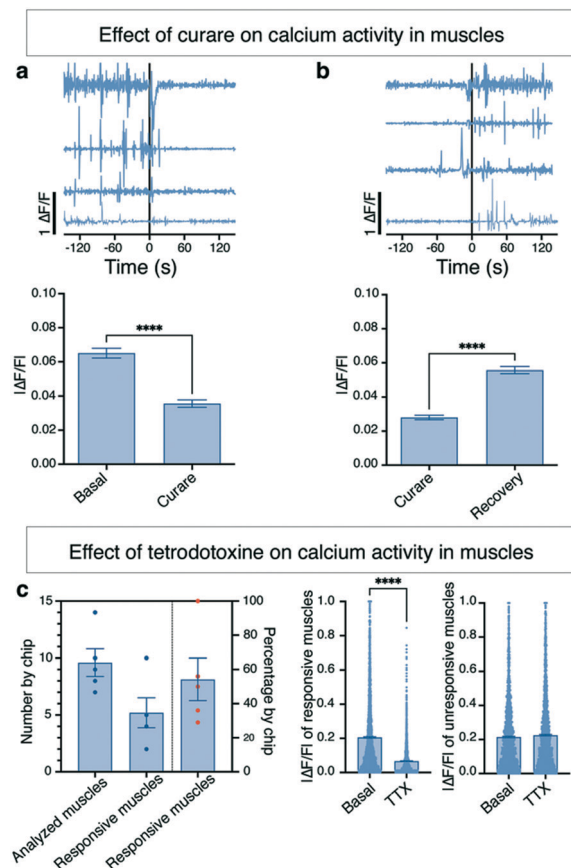 Effect of curare on calcium activity in muscles
a
b
1 ΔF/F
-120 -60 0 60 120
Time (s)
1 ΔF/F
-120 -60 0 60 120
Time (s)
|ΔF/F|
0.10
0.08
0.06
0.04
0.02
0.00
****
Basal
Curare
|ΔF/F|
0.10
0.08
0.06
0.04
0.02
0.00
****
Curare
Recovery
Effect of tetrodotoxine on calcium activity in muscles
c
Number by chip
15
10
5
0
Percentage by chip
100
80
60
40
20
0
Analyzed muscles
Responsive muscles
Responsive muscles
|ΔF/F| of responsive muscles
1.0
0.8
0.6
0.4
0.2
0.0
****
Basal
TTX
|ΔF/F| of unresponsive muscles
1.0
0.8
0.6
0.4
0.2
0.0
Basal
TTX